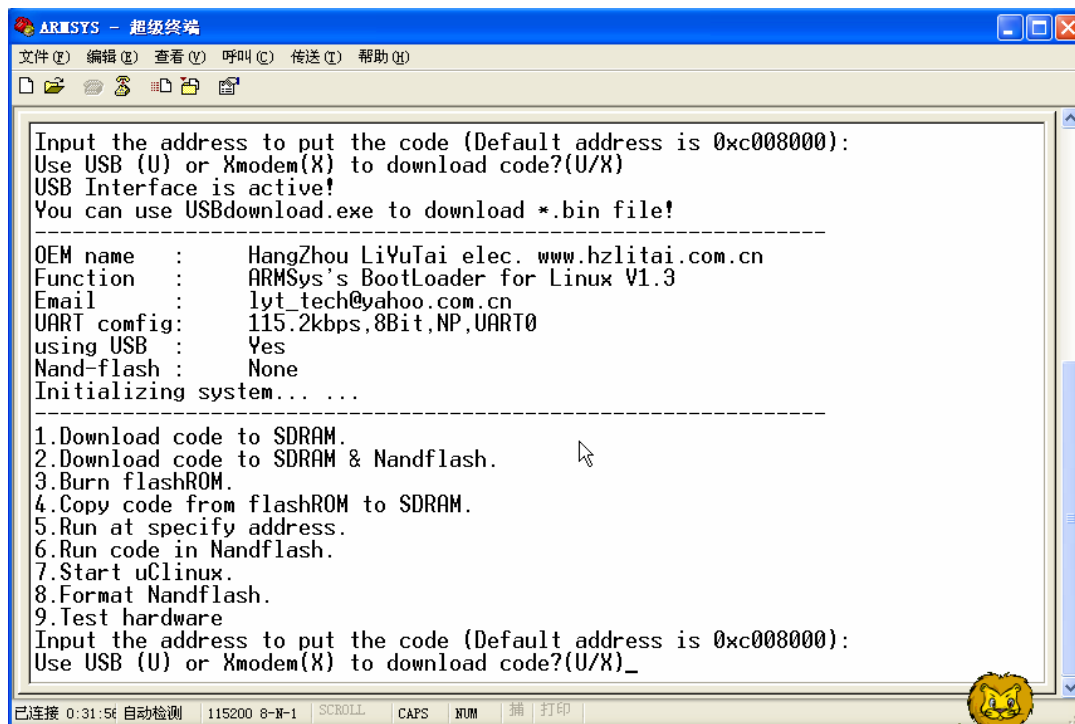 ARMSYS - 超级终端
文件(F) 编辑(E) 查看(V) 呼叫(C) 传送(T) 帮助(H)
Input the address to put the code (Default address is 0xc008000):
Use USB (U) or Xmodem(X) to download code?(U/X)
USB Interface is active!
You can use USBdownload.exe to download *.bin file!
---------------------------------------------------------------
OEM name : HangZhou LiYuTai elec. www.hzlitai.com.cn
Function : ARMSys's BootLoader for Linux V1.3
Email : lyt_tech@yahoo.com.cn
UART comfig: 115.2kbps,8Bit,NP,UART0
using USB : Yes
Nand-flash : None
Initializing system... ...
---------------------------------------------------------------
1.Download code to SDRAM.
2.Download code to SDRAM & Nandflash.
3.Burn flashROM.
4.Copy code from flashROM to SDRAM.
5.Run at specify address.
6.Run code in Nandflash.
7.Start uClinux.
8.Format Nandflash.
9.Test hardware
Input the address to put the code (Default address is 0xc008000):
Use USB (U) or Xmodem(X) to download code?(U/X)_
已连接 0:31:56 自动检测 115200 8-N-1 SCROLL CAPS NUM 捕 打印